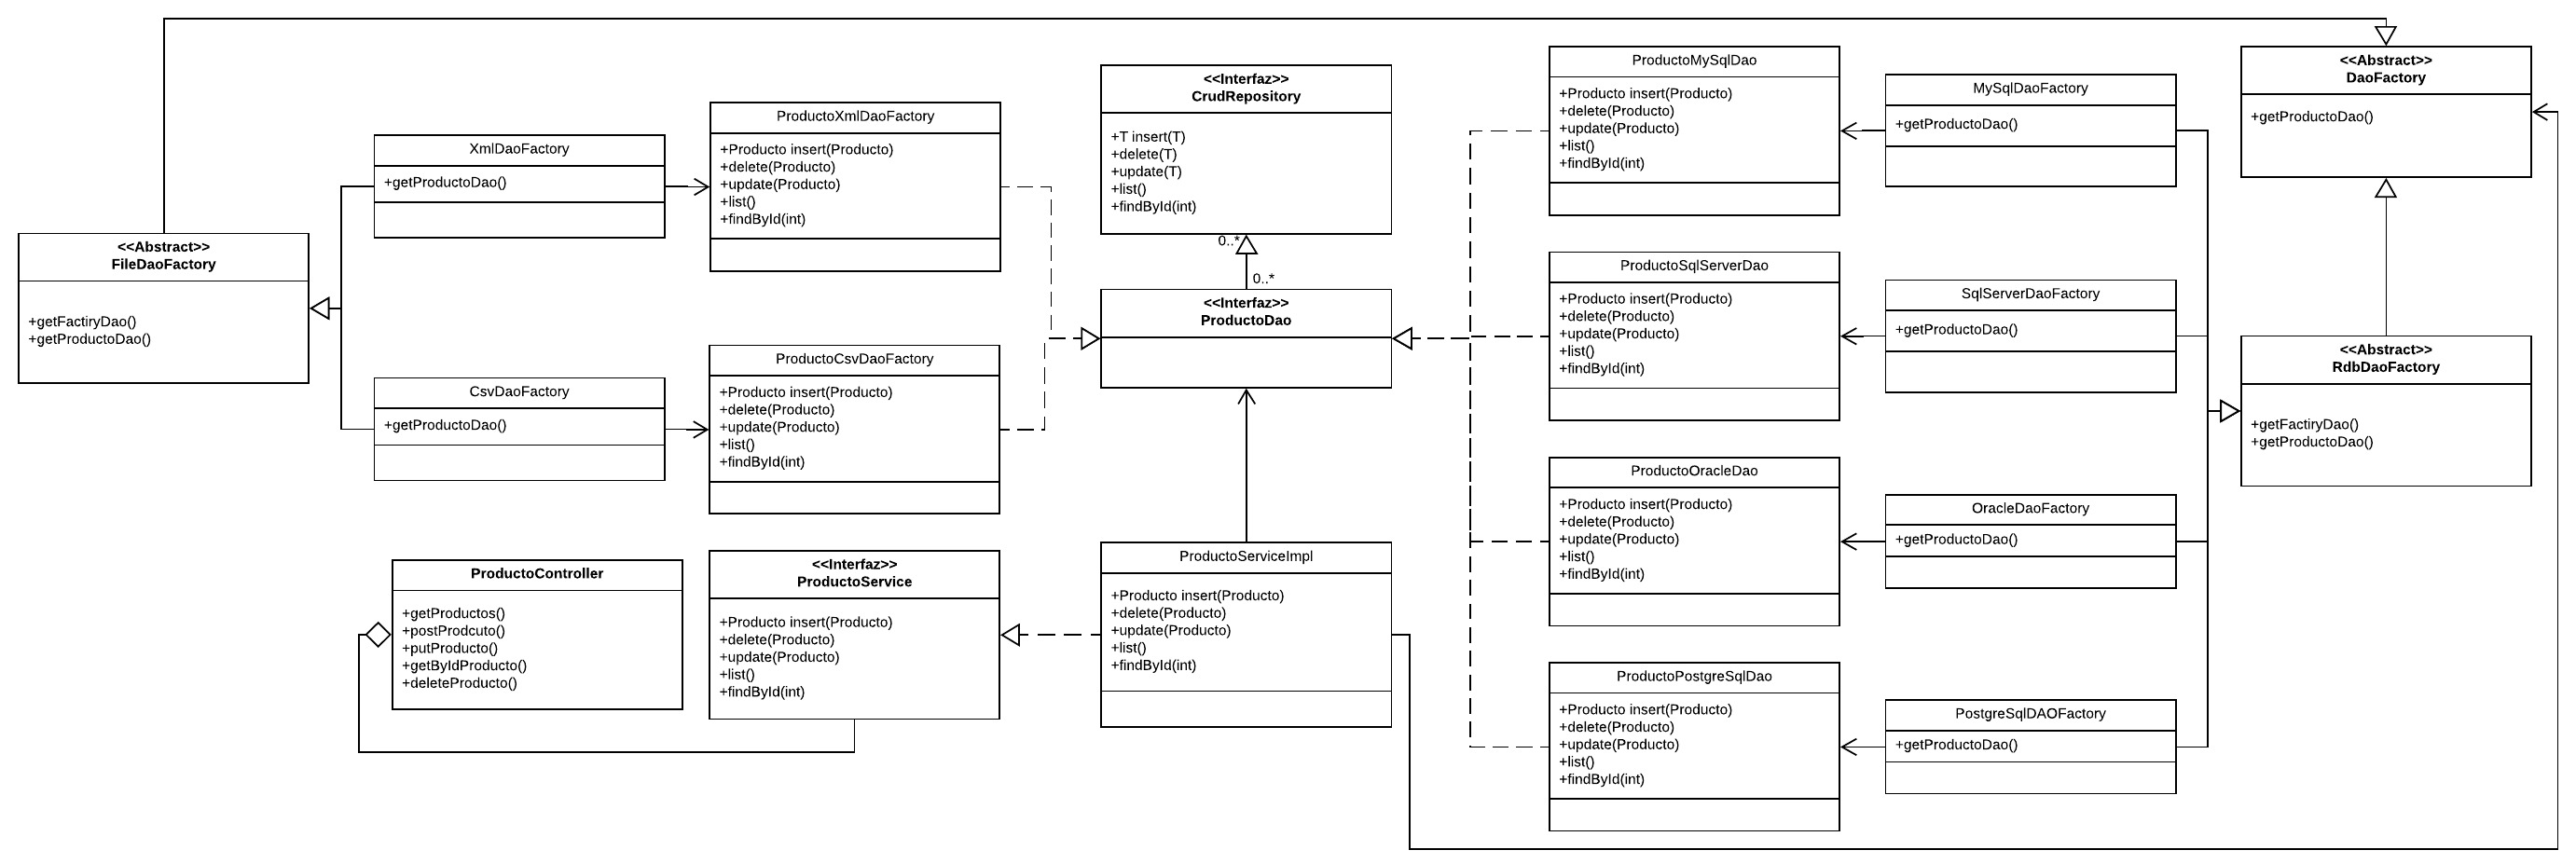 <<Abstract>>
FileDaoFactory
+getFactiryDao()
+getProductoDao()
XmlDaoFactory
+getProductoDao()
CsvDaoFactory
+getProductoDao()
ProductoXmlDaoFactory
+Producto insert(Producto)
+delete(Producto)
+update(Producto)
+list()
+findById(int)
ProductoCsvDaoFactory
+Producto insert(Producto)
+delete(Producto)
+update(Producto)
+list()
+findById(int)
ProductoController
+getProductos()
+postProdcuto()
+putProducto()
+getByIdProducto()
+deleteProducto()
<<Interfaz>>
ProductoService
+Producto insert(Producto)
+delete(Producto)
+update(Producto)
+list()
+findById(int)
<<Interfaz>>
CrudRepository
+T insert(T)
+delete(T)
+update(T)
+list()
+findById(int)
0..*
0..*
<<Interfaz>>
ProductoDao
ProductoServiceImpl
+Producto insert(Producto)
+delete(Producto)
+update(Producto)
+list()
+findById(int)
ProductoMySqlDao
+Producto insert(Producto)
+delete(Producto)
+update(Producto)
+list()
+findById(int)
ProductoSqlServerDao
+Producto insert(Producto)
+delete(Producto)
+update(Producto)
+list()
+findById(int)
ProductoOracleDao
+Producto insert(Producto)
+delete(Producto)
+update(Producto)
+list()
+findById(int)
ProductoPostgreSqlDao
+Producto insert(Producto)
+delete(Producto)
+update(Producto)
+list()
+findById(int)
MySqlDaoFactory
+getProductoDao()
SqlServerDaoFactory
+getProductoDao()
OracleDaoFactory
+getProductoDao()
PostgreSqlDAOFactory
+getProductoDao()
<<Abstract>>
DaoFactory
+getProductoDao()
<<Abstract>>
RdbDaoFactory
+getFactiryDao()
+getProductoDao()